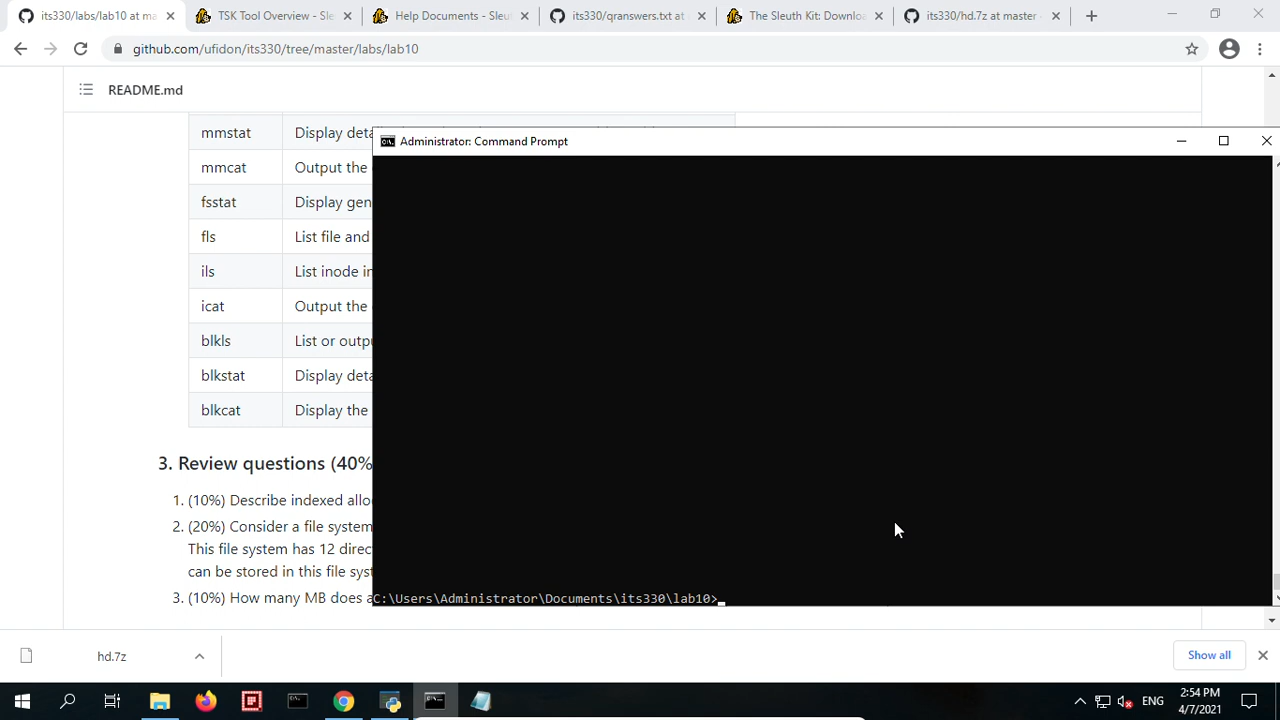 its330/labs/lab10 at ma
TSK Tool Overview - Sle
Help Documents - Sleut
its330/qranswers.txt at
The Sleuth Kit: Downloa
its330/hd.7z at master
github.com/ufidon/its330/tree/master/labs/lab10
README.md
mmstat Display deta
Administrator: Command Prompt
mmcat Output the
fsstat Display gen
fls List file and
ils List inode in
icat Output the
blkls List or outpu
blkstat Display deta
blkcat Display the
3. Review questions (40%
1. (10%) Describe indexed allo
2. (20%) Consider a file system
This file system has 12 direc
can be stored in this file syst
3. (10%) How many MB does a
C:\Users\Administrator\Documents\its330\lab10>
hd.7z
Show all
ENG
2:54 PM
4/7/2021